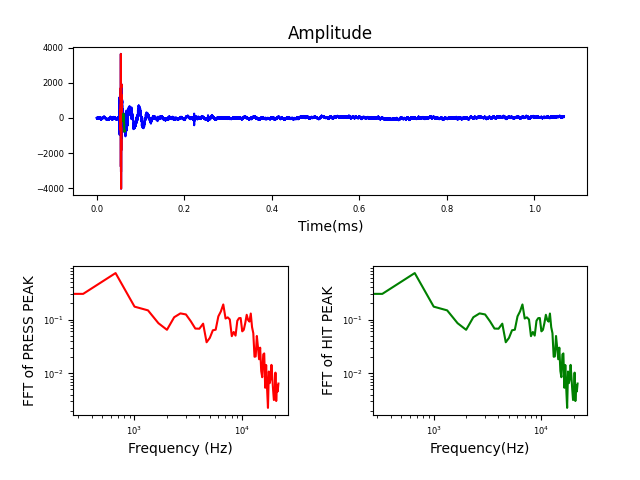 Amplitude
4000
2000
0
−2000
−4000
0.0 0.2 0.4 0.6 0.8 1.0
Time(ms)
FFT of PRESS PEAK
10⁻¹
10⁻²
10³ 10⁴
Frequency (Hz)
FFT of HIT PEAK
10⁻¹
10⁻²
10³ 10⁴
Frequency(Hz)